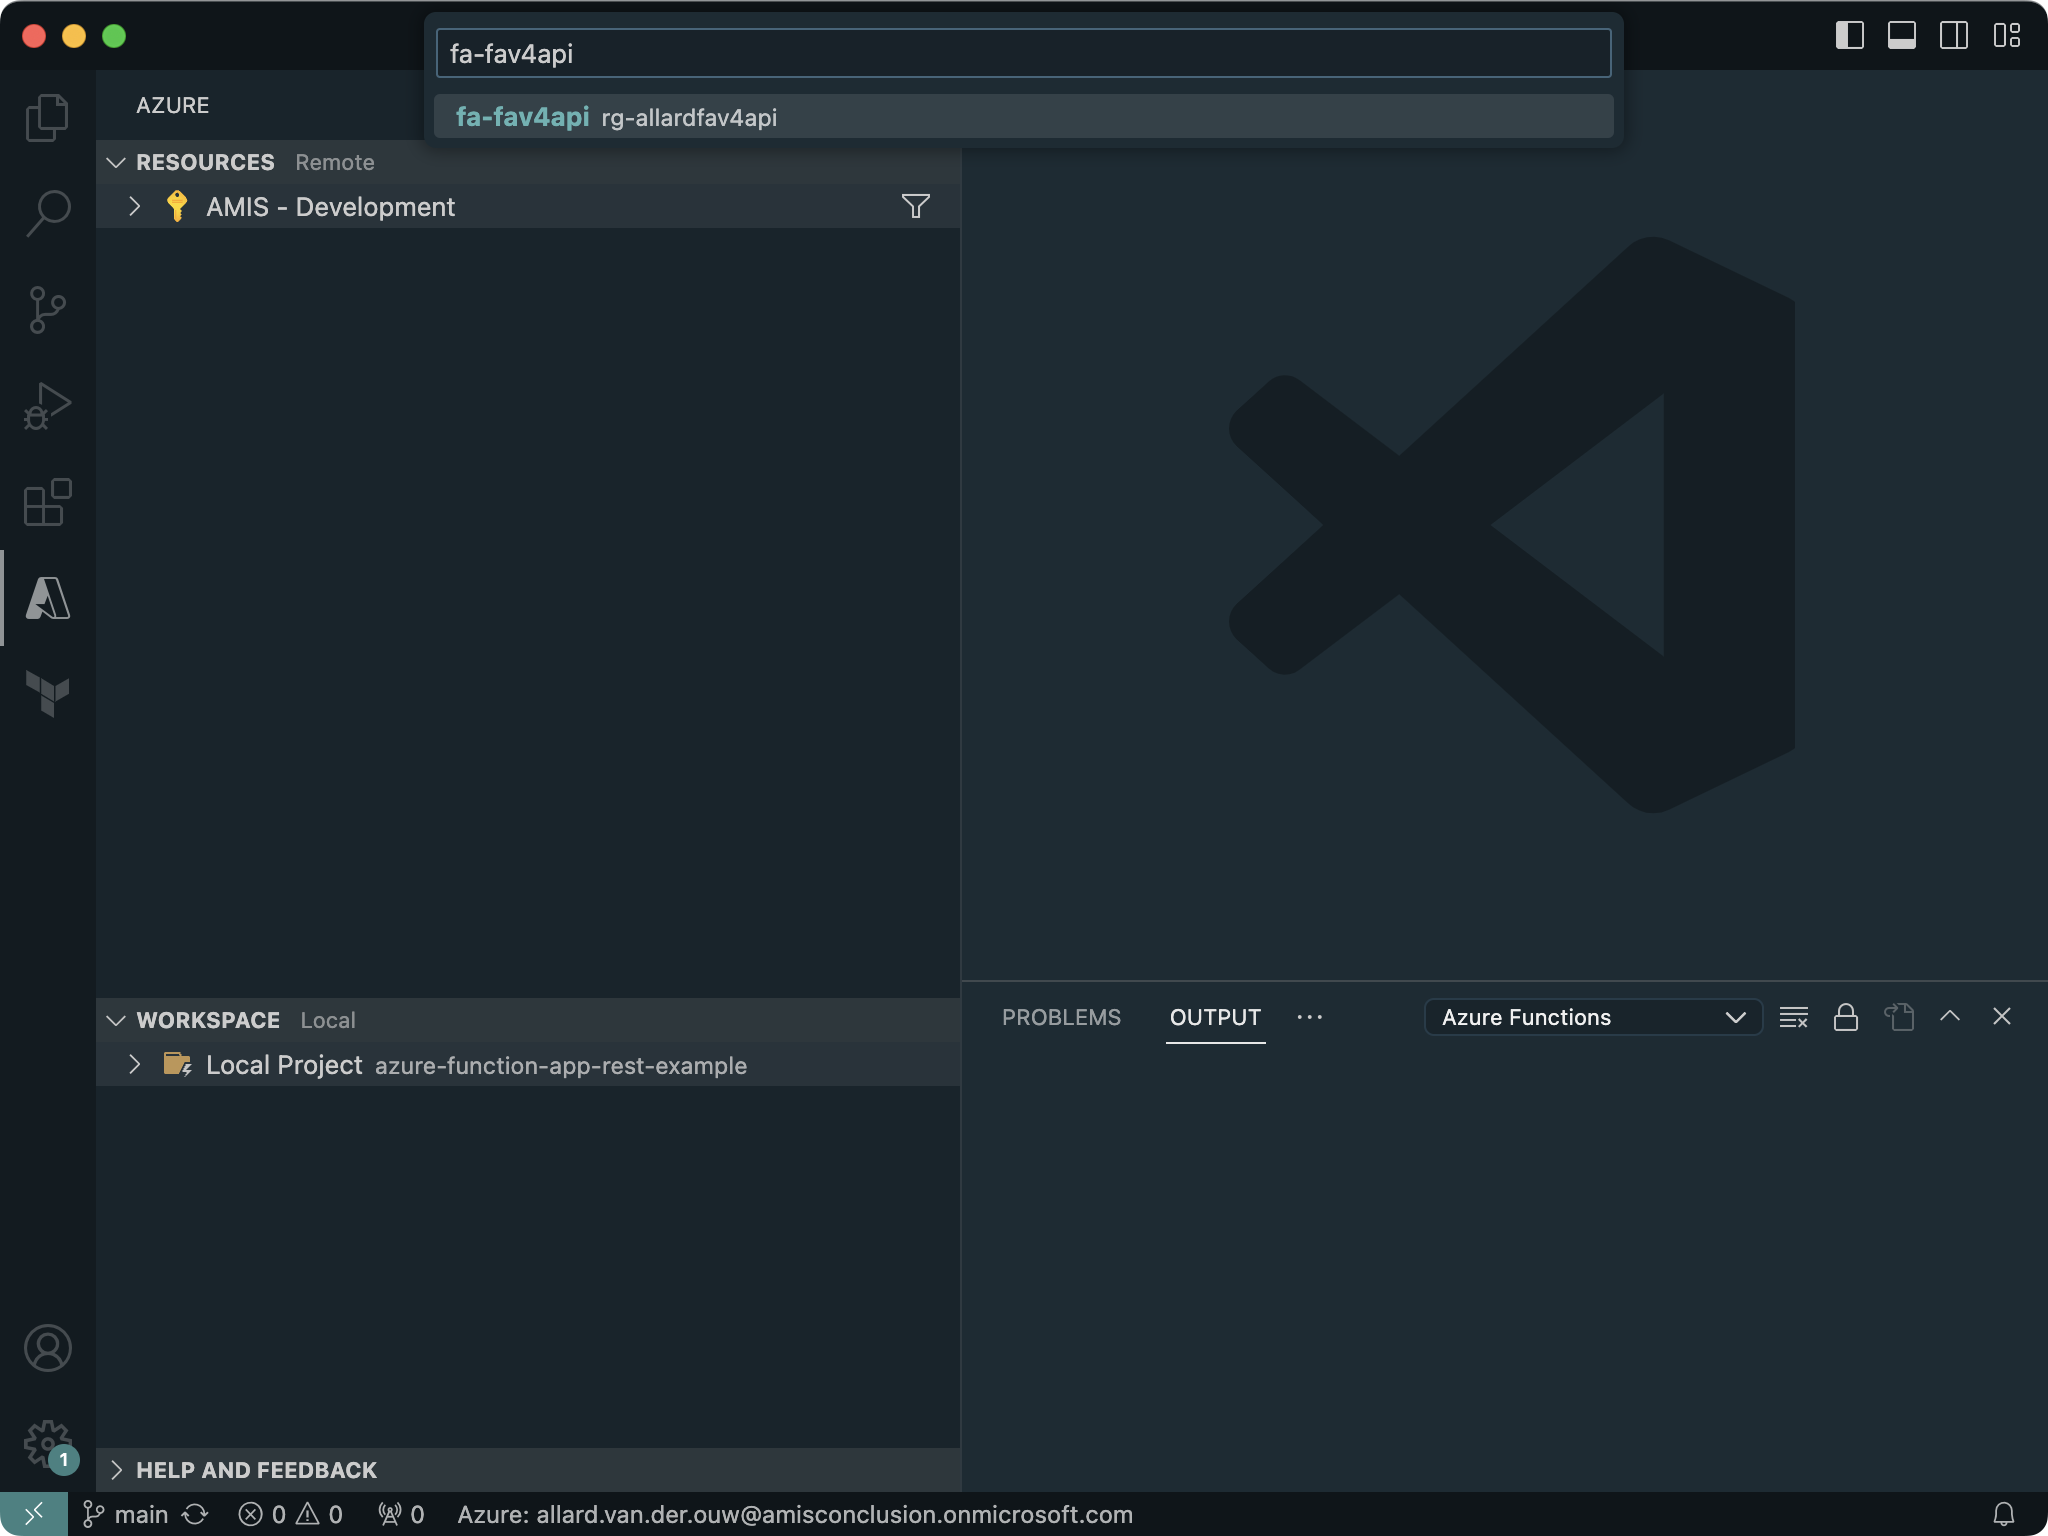 fa-fav4api
fa-fav4api rg-allardfav4api
AZURE
RESOURCES Remote
AMIS - Development
WORKSPACE Local
Local Project azure-function-app-rest-example
HELP AND FEEDBACK
PROBLEMS OUTPUT ··· Azure Functions
1
main 0 0 0 Azure: allard.van.der.ouw@amisconclusion.onmicrosoft.com